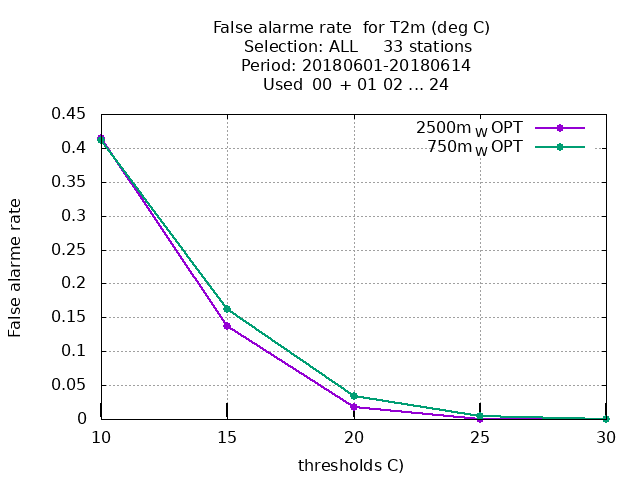 False alarme rate  for T2m (deg C)
Selection: ALL     33 stations
Period: 20180601-20180614
Used  00  + 01 02 ... 24
2500m_W OPT
750m_W OPT
0.45
0.4
0.35
0.3
0.25
0.2
0.15
0.1
0.05
0
False alarme rate
10 15 20 25 30
thresholds C)